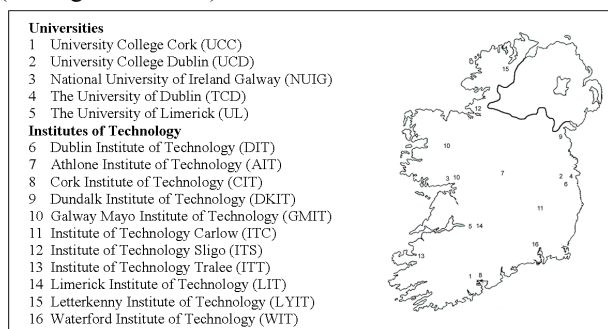 Universities
1 University College Cork (UCC)
2 University College Dublin (UCD)
3 National University of Ireland Galway (NUIG)
4 The University of Dublin (TCD)
5 The University of Limerick (UL)
Institutes of Technology
6 Dublin Institute of Technology (DIT)
7 Athlone Institute of Technology (AIT)
8 Cork Institute of Technology (CIT)
9 Dundalk Institute of Technology (DKIT)
10 Galway Mayo Institute of Technology (GMIT)
11 Institute of Technology Carlow (ITC)
12 Institute of Technology Sligo (ITS)
13 Institute of Technology Tralee (ITT)
14 Limerick Institute of Technology (LIT)
15 Letterkenny Institute of Technology (LYIT)
16 Waterford Institute of Technology (WIT)
15
12
9
10
3 10
7
2 4
6
11
5 14
16
13
1 8